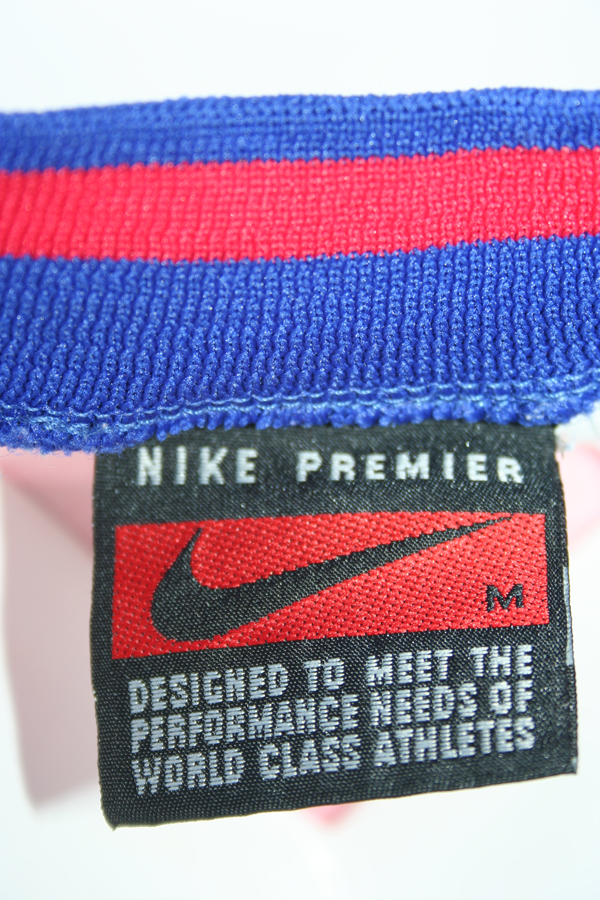 NIKE PREMIER
M
DESIGNED TO MEET THE
PERFORMANCE NEEDS OF
WORLD CLASS ATHLETES